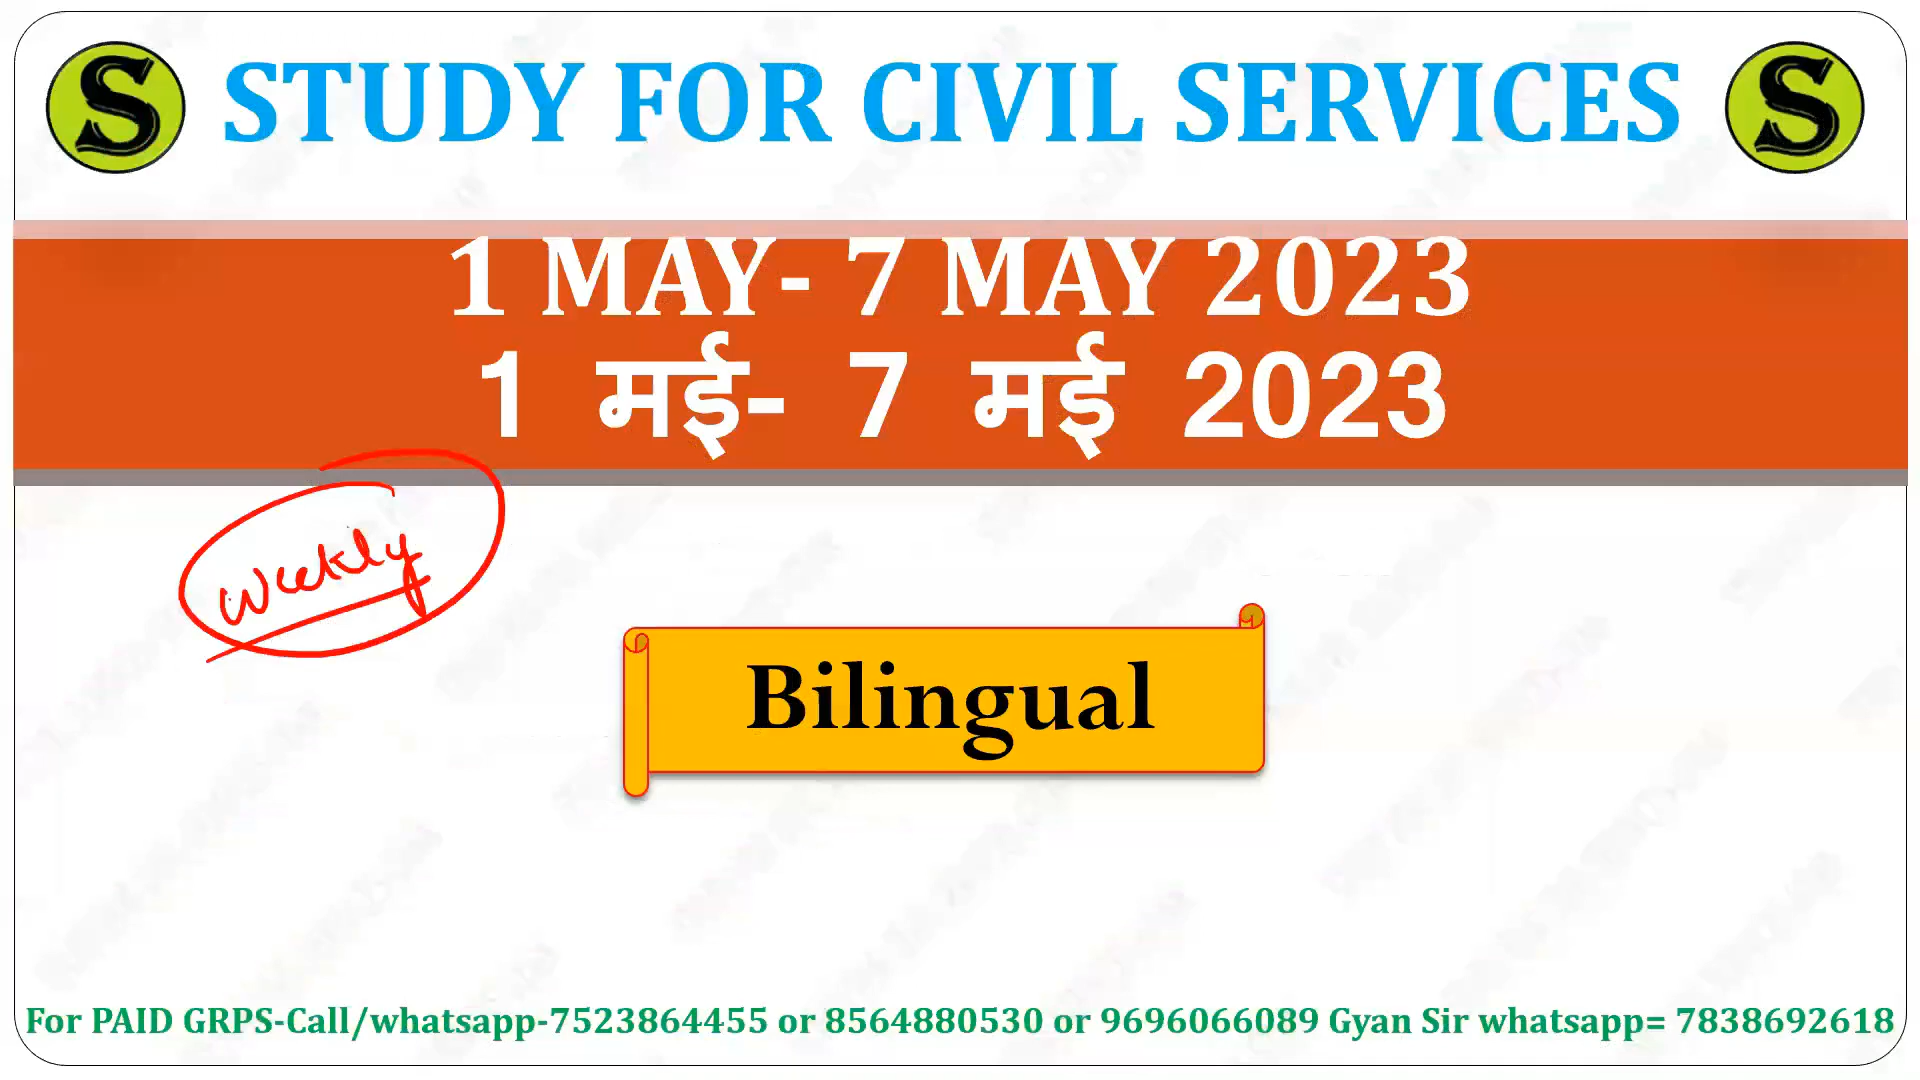 S STUDY FOR CIVIL SERVICES S
1 MAY- 7 MAY 2023
1 मई- 7 मई 2023
Weekly
Bilingual
For PAID GRPS-Call/whatsapp-7523864455 or 8564880530 or 9696066089 Gyan Sir whatsapp= 7838692618